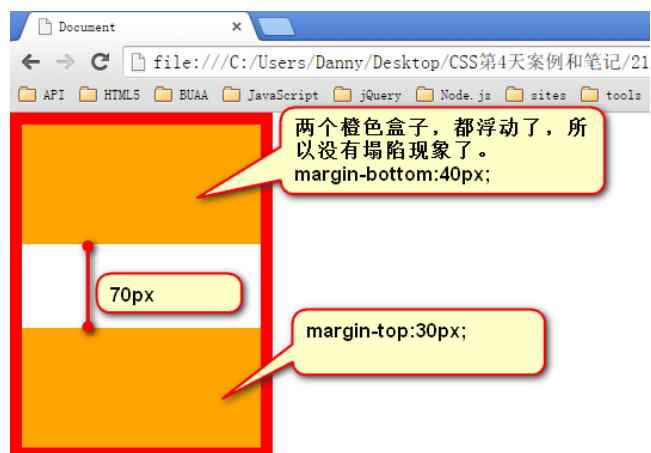 Document
file:///C:/Users/Danny/Desktop/CSS第4天案例和笔记/21
API HTML5 BUAA JavaScript jQuery Node.js sites tools
两个橙色盒子，都浮动了，所
以没有塌陷现象了。
margin-bottom:40px;
70px
margin-top:30px;